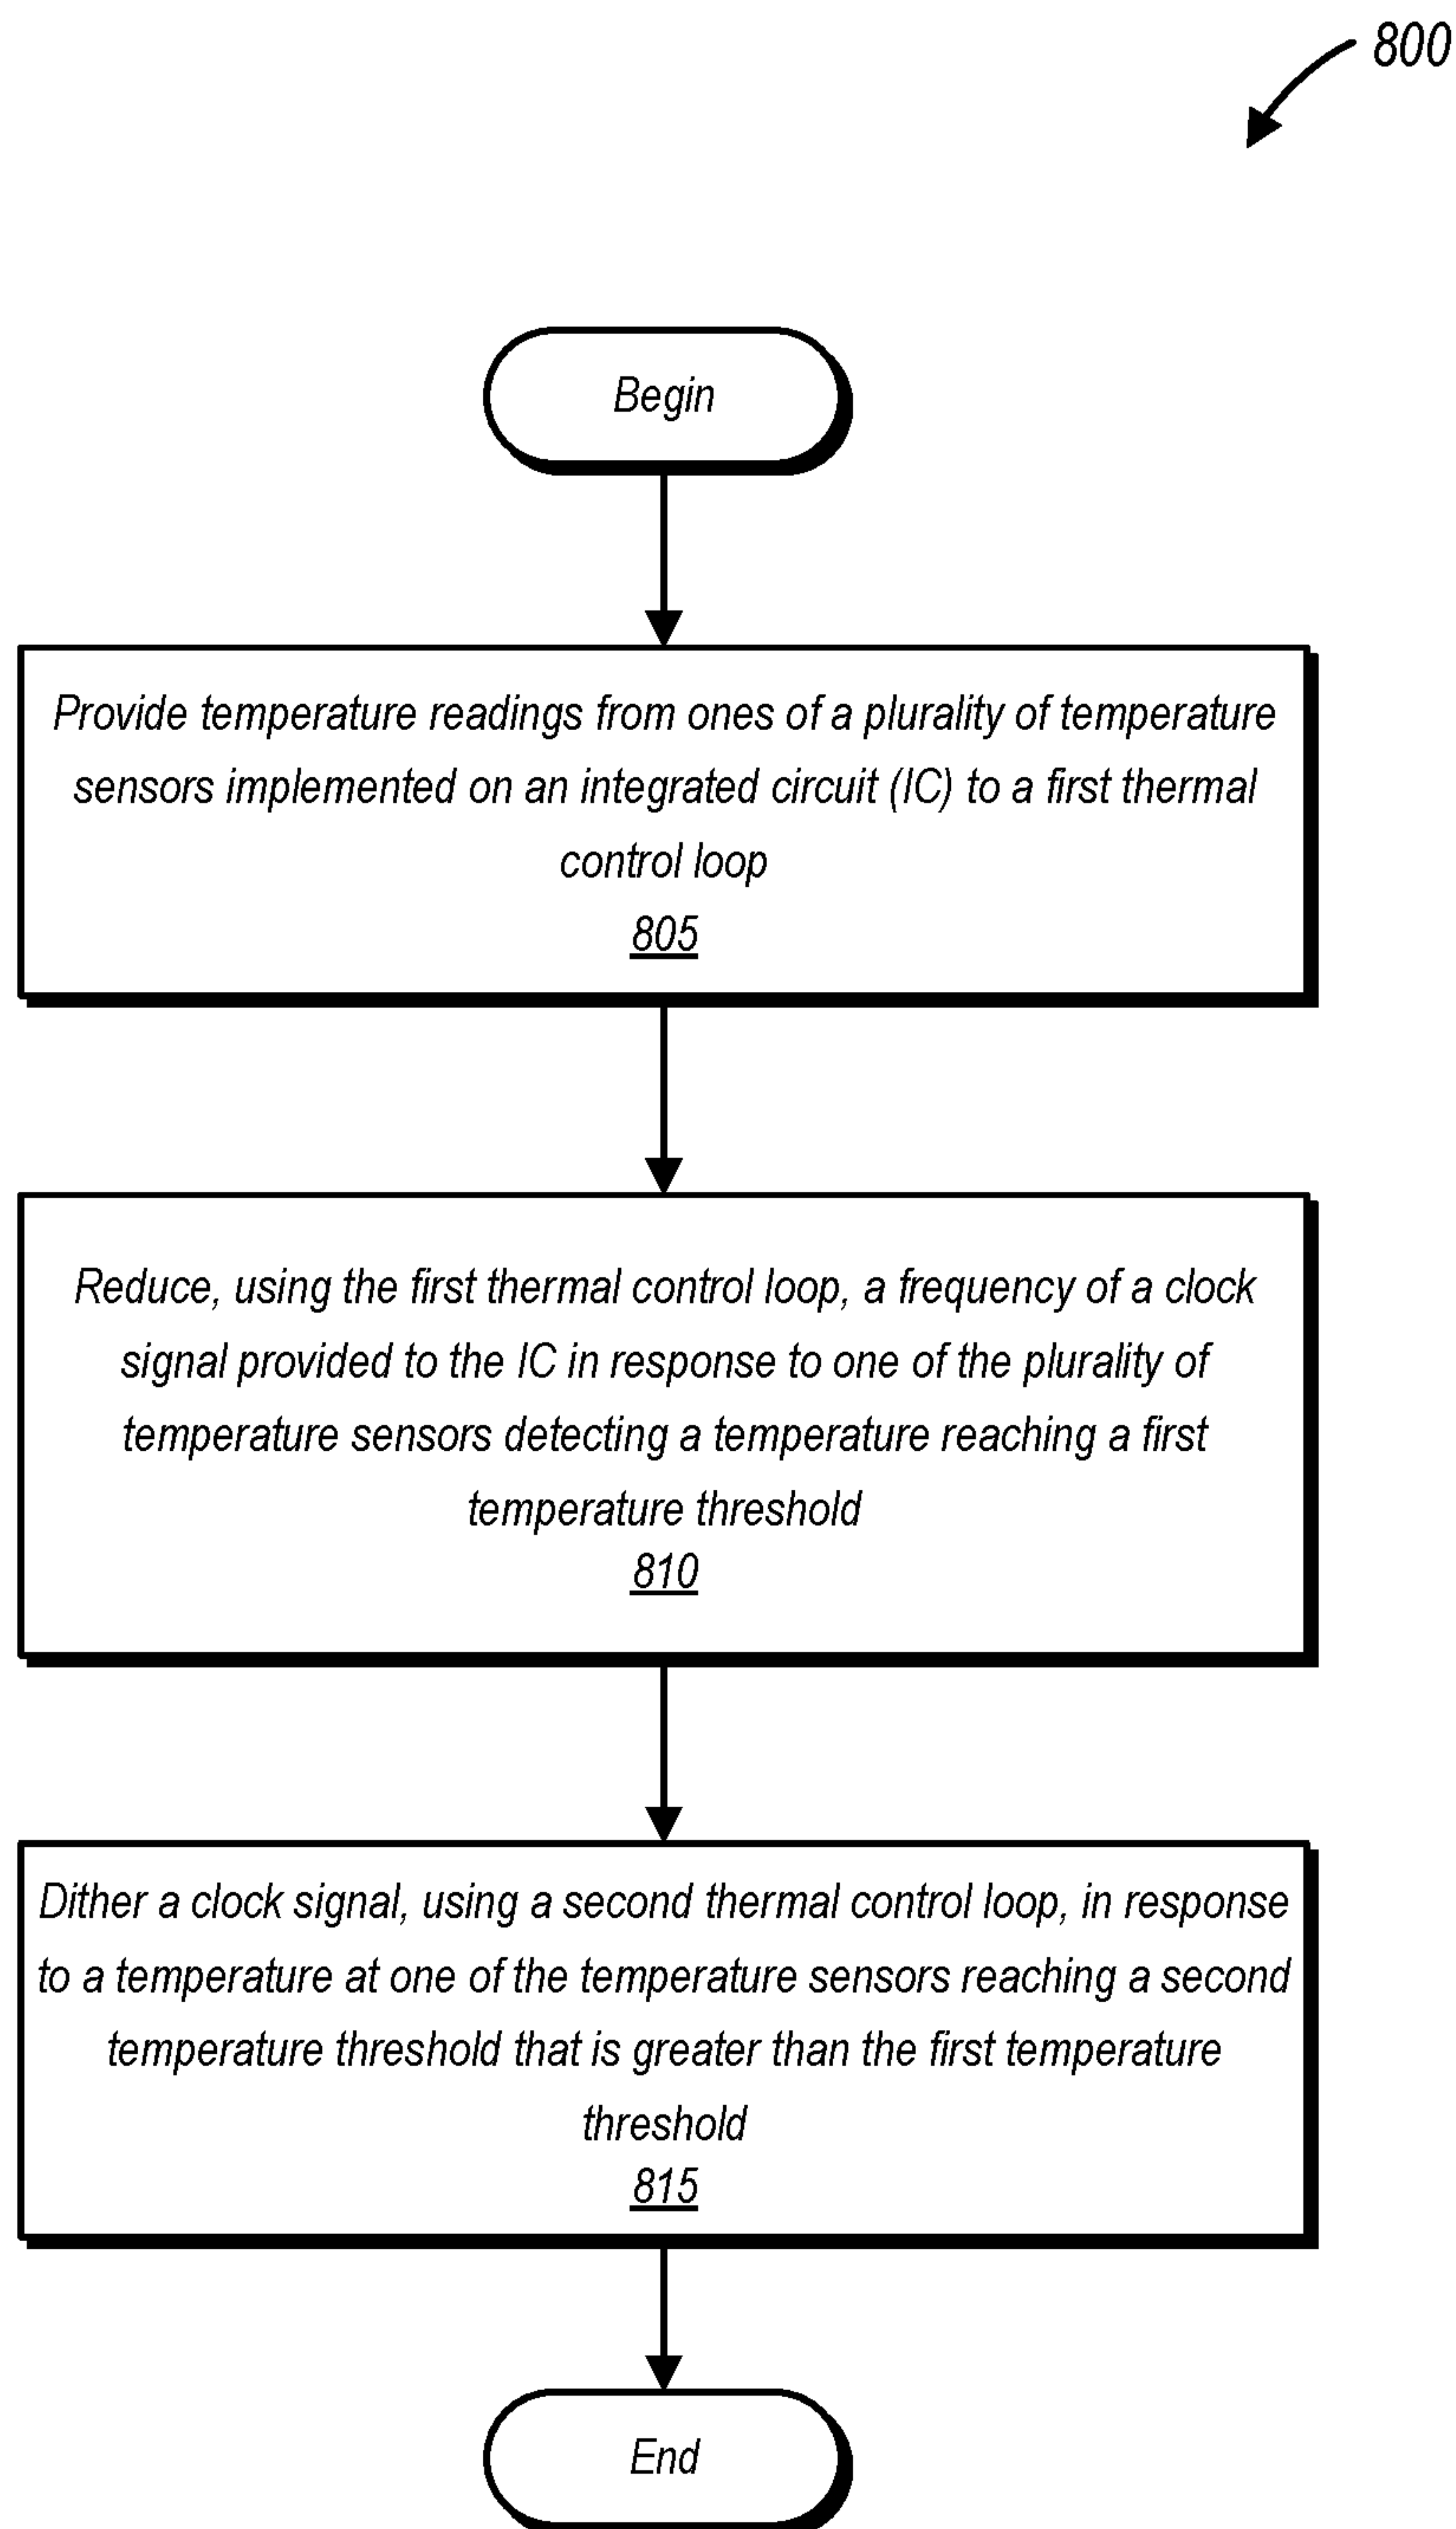 800
Begin
Provide temperature readings from ones of a plurality of temperature
sensors implemented on an integrated circuit (IC) to a first thermal
control loop
805
Reduce, using the first thermal control loop, a frequency of a clock
signal provided to the IC in response to one of the plurality of
temperature sensors detecting a temperature reaching a first
temperature threshold
810
Dither a clock signal, using a second thermal control loop, in response
to a temperature at one of the temperature sensors reaching a second
temperature threshold that is greater than the first temperature
threshold
815
End